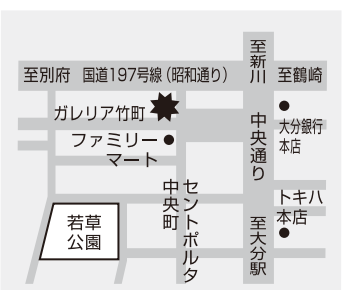 至新川
至別府　国道197号線（昭和通り）
至鶴崎
ガレリア竹町
ファミリー
マート
中央通り
大分銀行
本店
セントポルタ
中央町
トキハ
本店
若草
公園
至大分駅